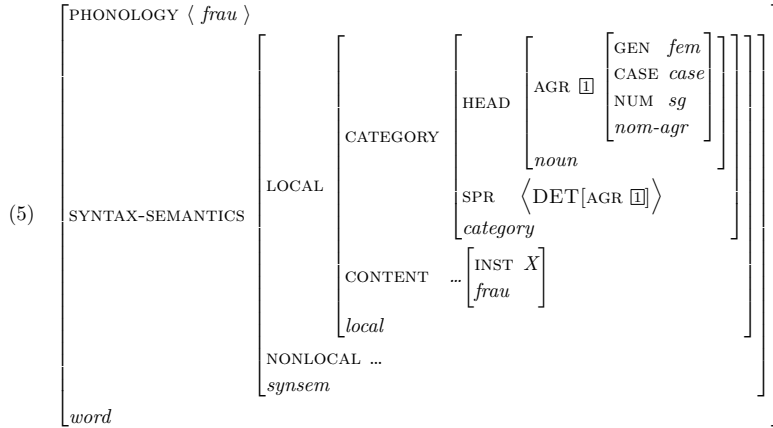 PHONOLOGY ⟨ frau ⟩
GEN fem
CASE case
AGR 1
NUM sg
HEAD
nom-agr
CATEGORY
noun
LOCAL
SPR ⟨DET[AGR 1]⟩
(5) SYNTAX-SEMANTICS
category
CONTENT ... INST X
frau
local
NONLOCAL ...
synsem
word